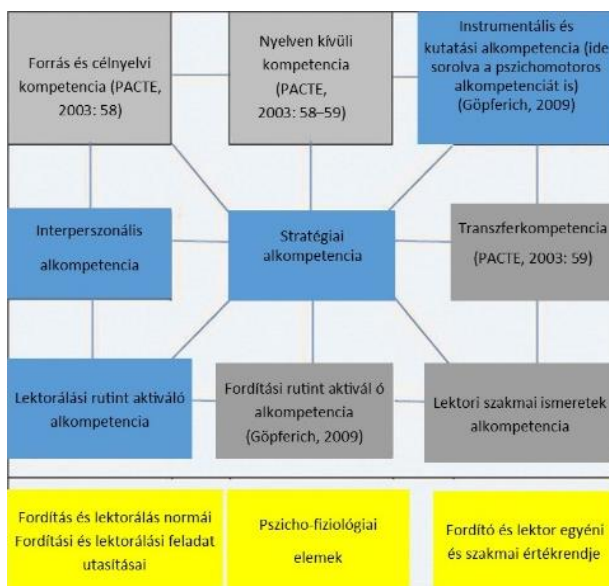 Forrás és célnyelvi
kompetencia (PACTE,
2003: 58)
Nyelven kívüli
kompetencia
(PACTE,
2003: 58–59)
Instrumentális és
kutatási alkompetencia (ide
sorolva a pszichomotoros
alkompetenciát is)
(Göpferich, 2009)
Interperszonális
alkompetencia
Stratégiai
alkompetencia
Transzferkompetencia
(PACTE, 2003: 59)
Lektorálási rutint aktiváló
alkompetencia
Fordítási rutint aktivál ó
alkompetencia
(Göpferich, 2009)
Lektori szakmai ismeretek
alkompetencia
Fordítás és lektorálás normái
Fordítási és lektorálási feladat
utasításai
Pszicho-fiziológiai
elemek
Fordító és lektor egyéni
és szakmai értékrendje